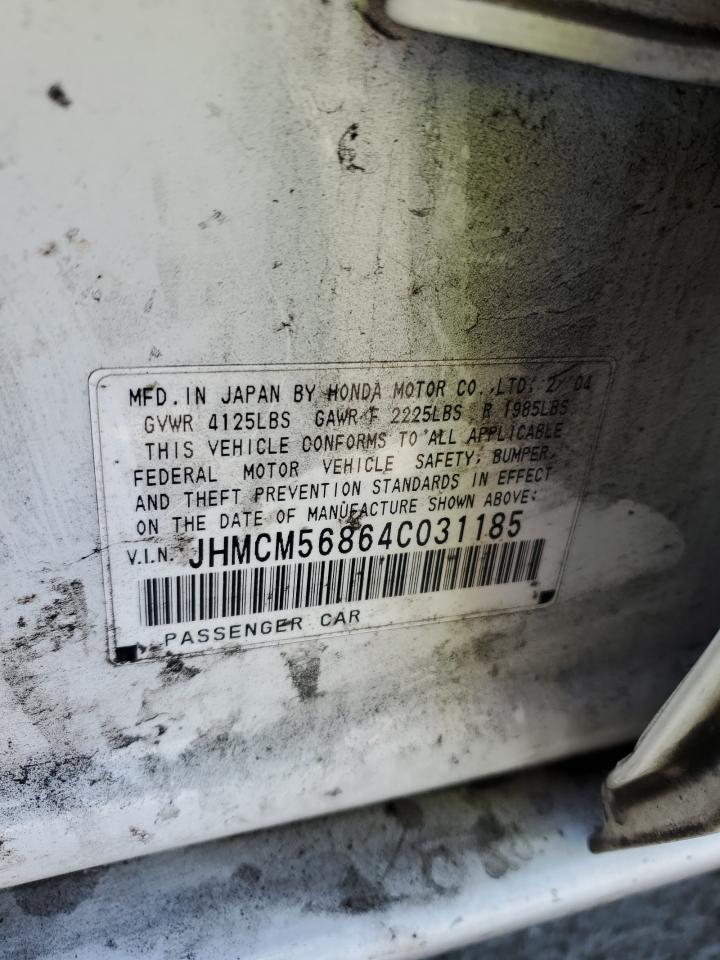 MFD. IN JAPAN BY HONDA MOTOR CO., LTD. 2/04
GVWR 4125LBS GAWR F 2225LBS R 1985LBS
THIS VEHICLE CONFORMS TO ALL APPLICABLE
FEDERAL MOTOR VEHICLE SAFETY, BUMPER,
AND THEFT PREVENTION STANDARDS IN EFFECT
ON THE DATE OF MANUFACTURE SHOWN ABOVE:
V.I.N. JHMCM56864C031185
PASSENGER CAR